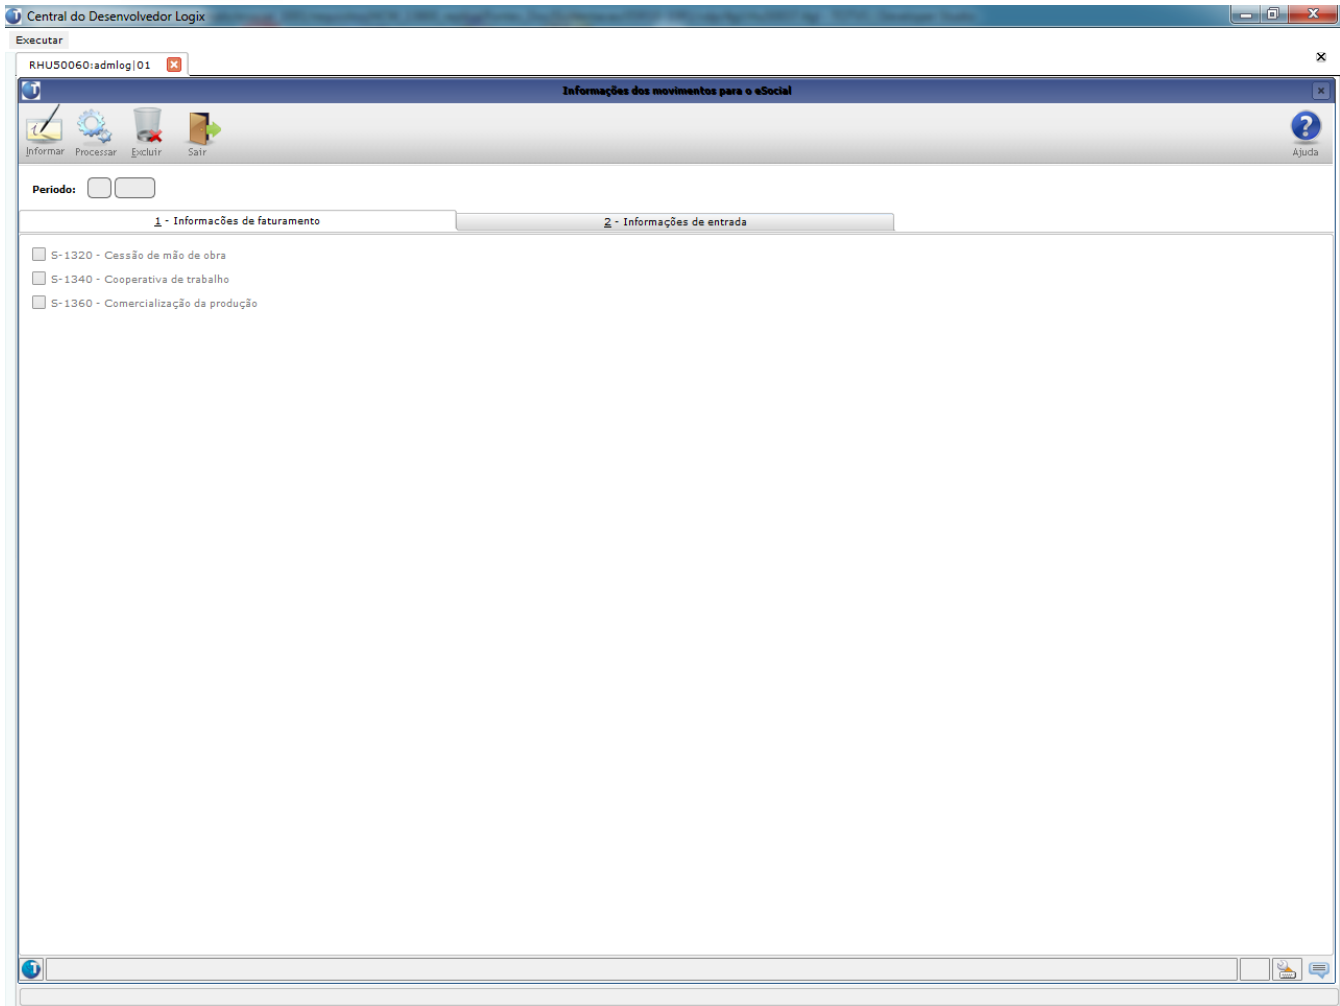 Central do Desenvolvedor Logix
Executar
RHU50060:admlog|01
Informações dos movimentos para o eSocial
Informar Processar Excluir Sair Ajuda
Periodo:
1 - Informacões de faturamento 2 - Informações de entrada
S-1320 - Cessão de mão de obra
S-1340 - Cooperativa de trabalho
S-1360 - Comercialização da produção